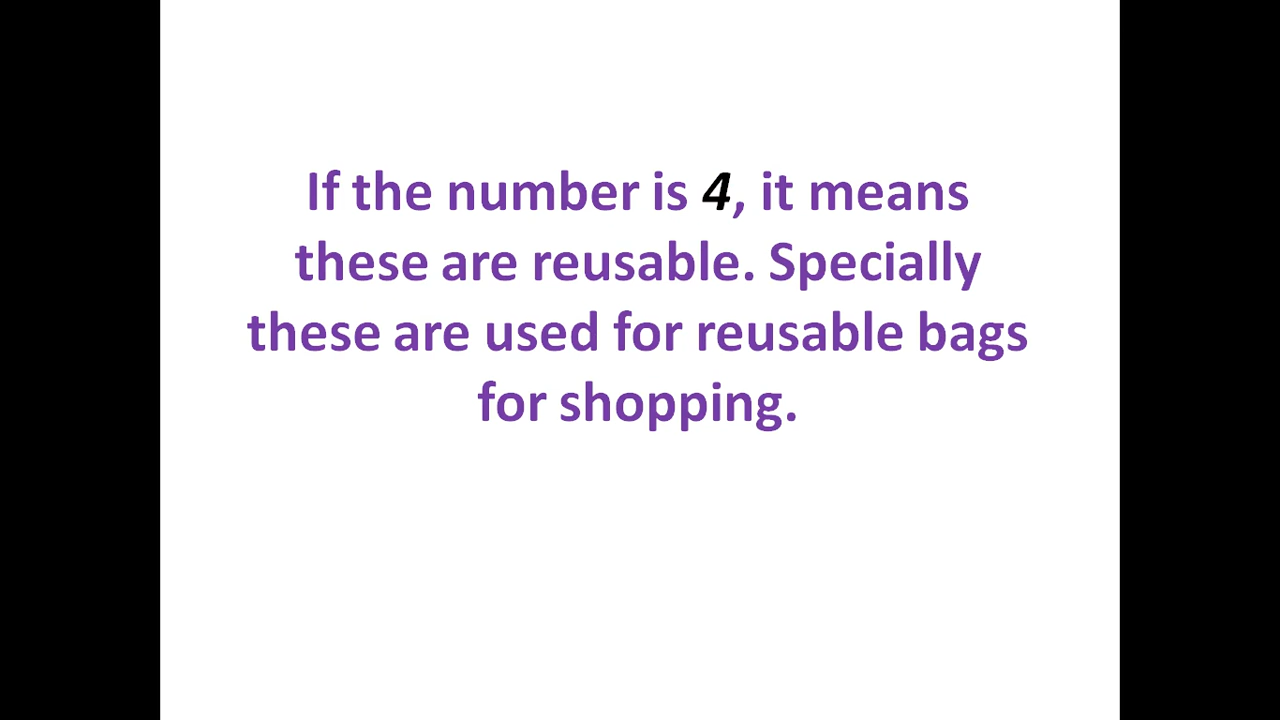 If the number is 4, it means
these are reusable. Specially
these are used for reusable bags
for shopping.